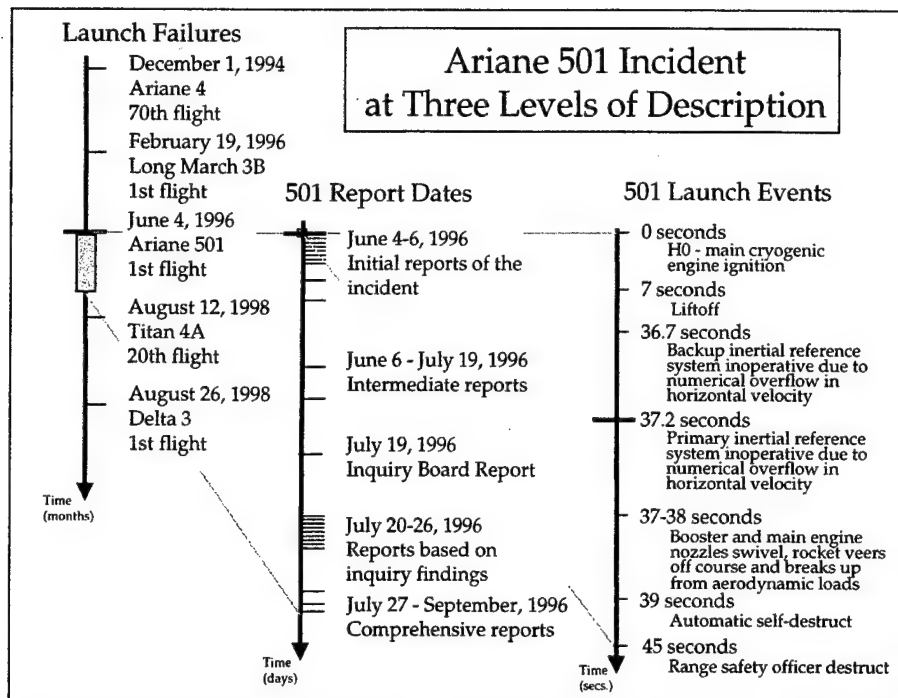 Launch Failures
December 1, 1994
Ariane 4
70th flight
February 19, 1996
Long March 3B
1st flight
June 4, 1996
Ariane 501
1st flight
August 12, 1998
Titan 4A
20th flight
August 26, 1998
Delta 3
1st flight
Time
(months)
Ariane 501 Incident
at Three Levels of Description
501 Report Dates
June 4-6, 1996
Initial reports of the
incident
June 6 - July 19, 1996
Intermediate reports
July 19, 1996
Inquiry Board Report
July 20-26, 1996
Reports based on
inquiry findings
July 27 - September, 1996
Comprehensive reports
Time
(days)
501 Launch Events
0 seconds
H0 - main cryogenic
engine ignition
7 seconds
Liftoff
36.7 seconds
Backup inertial reference
system inoperative due to
numerical overflow in
horizontal velocity
37.2 seconds
Primary inertial reference
system inoperative due to
numerical overflow in
horizontal velocity
37-38 seconds
Booster and main engine
nozzles swivel, rocket veers
off course and breaks up
from aerodynamic loads
39 seconds
Automatic self-destruct
45 seconds
Range safety officer destruct
Time
(secs.)